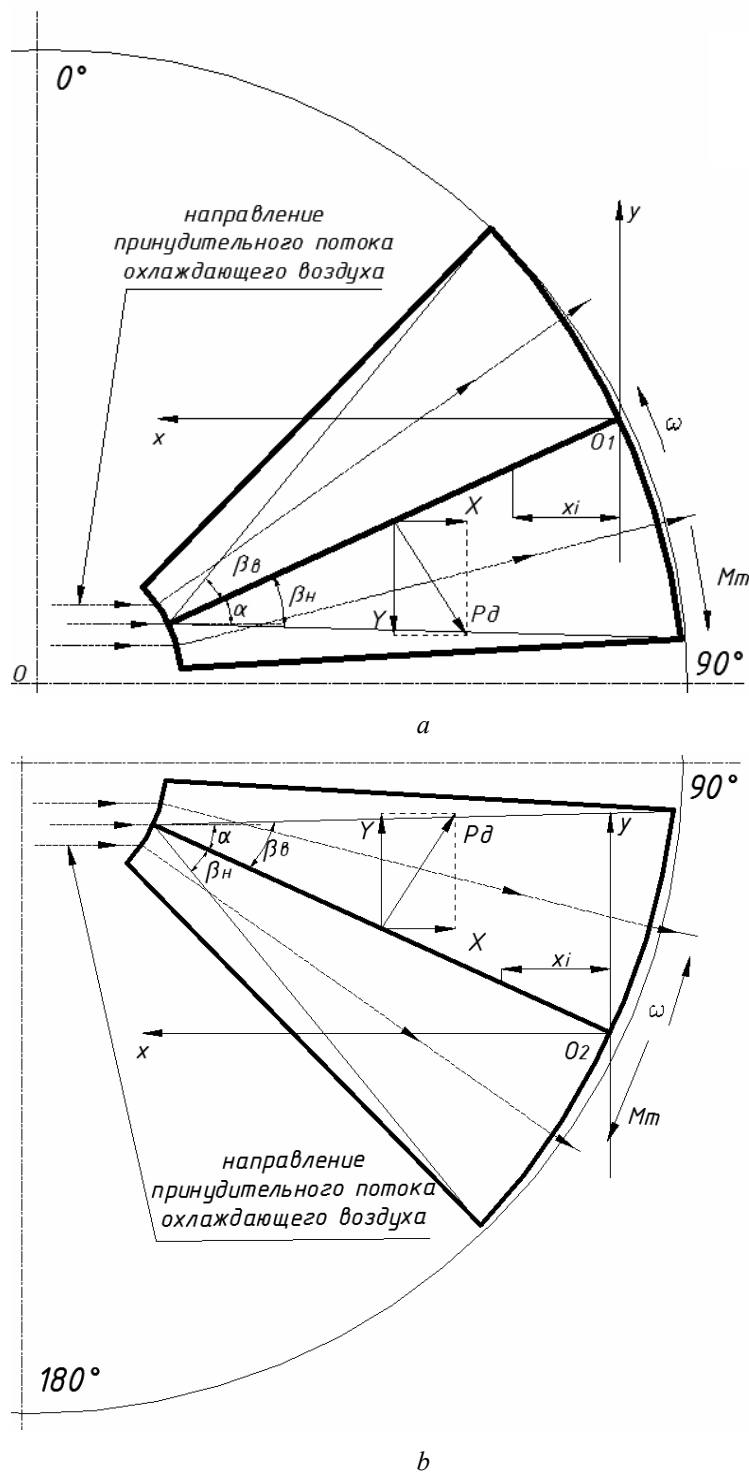 0°
направление
принудительного потока
охлаждающего воздуха
y
x
O1
ω
X
xi
βв
α
βн
Y
Pд
Mт
O
90°
a
90°
α
βв
βн
Y
Pд
y
X
xi
ω
x
O2
Mт
направление
принудительного потока
охлаждающего воздуха
180°
b